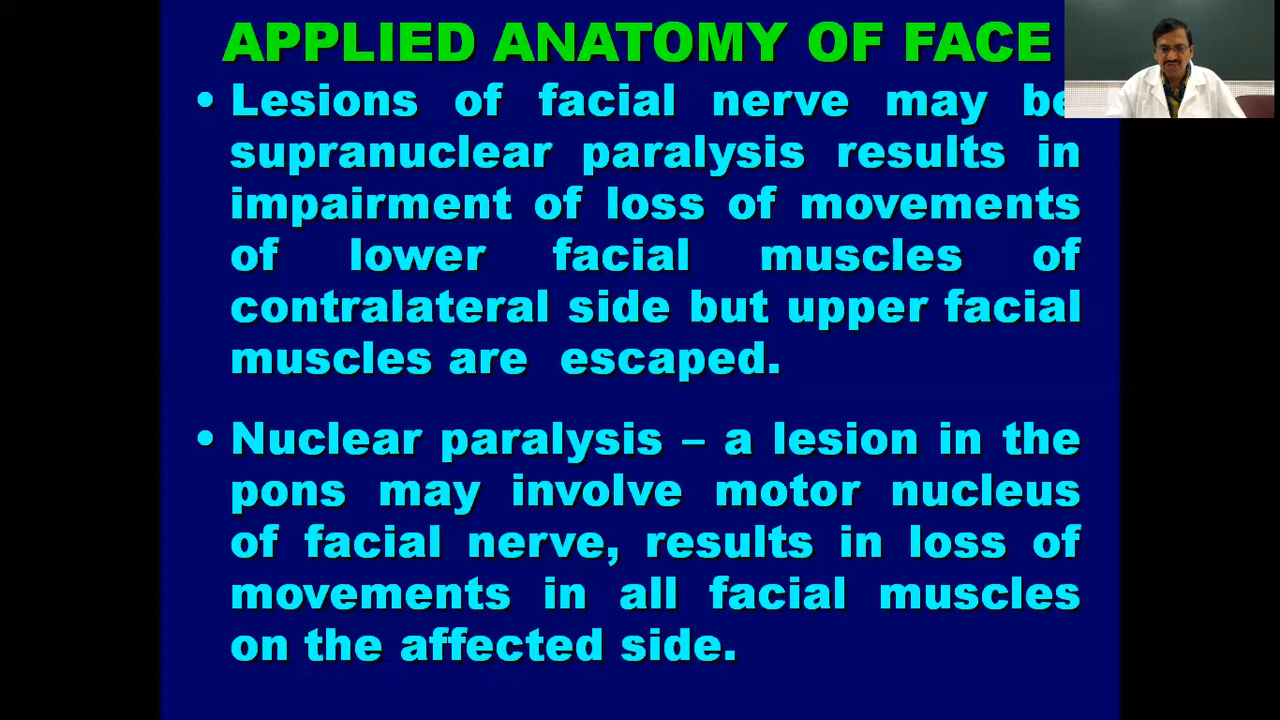 APPLIED ANATOMY OF FACE
• Lesions of facial nerve may be
supranuclear paralysis results in
impairment of loss of movements
of lower facial muscles of
contralateral side but upper facial
muscles are escaped.
• Nuclear paralysis – a lesion in the
pons may involve motor nucleus
of facial nerve, results in loss of
movements in all facial muscles
on the affected side.